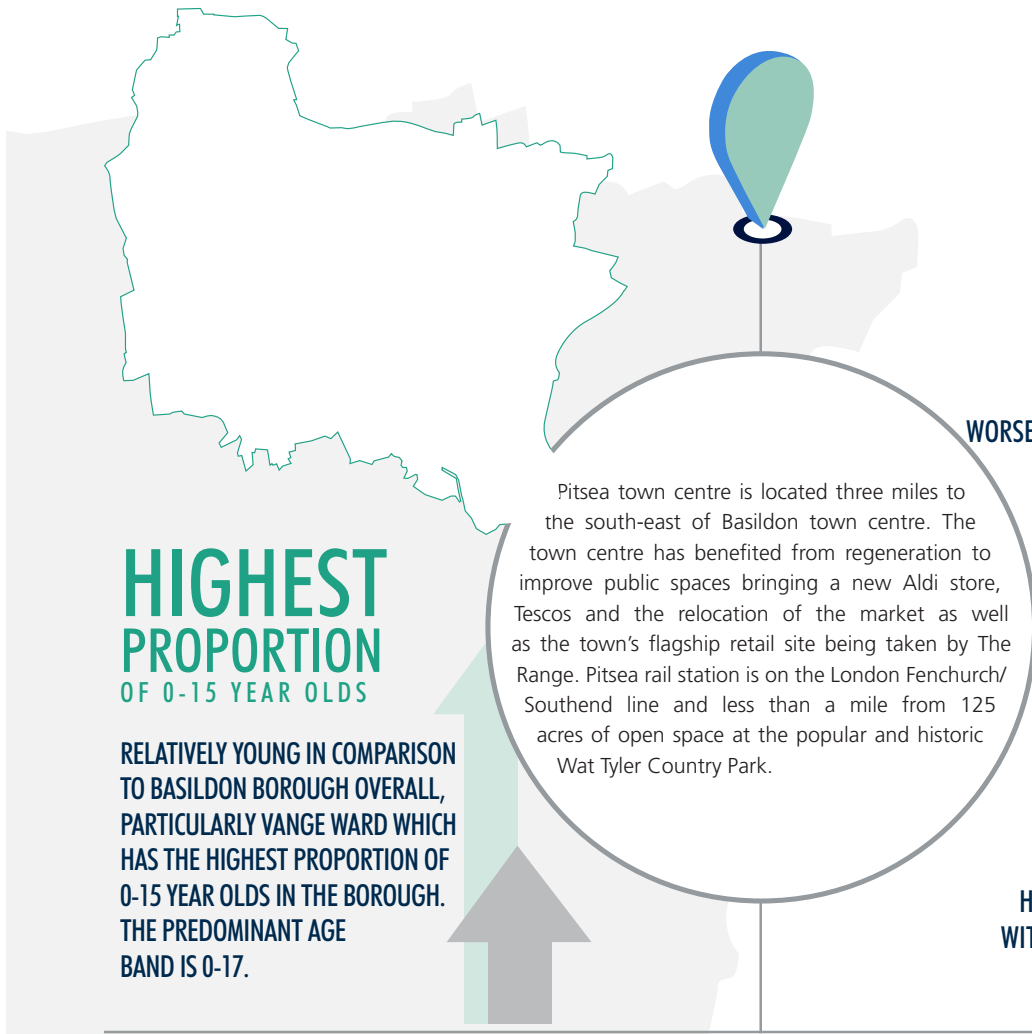 HIGHEST
PROPORTION
OF 0-15 YEAR OLDS
RELATIVELY YOUNG IN COMPARISON
TO BASILDON BOROUGH OVERALL,
PARTICULARLY VANGE WARD WHICH
HAS THE HIGHEST PROPORTION OF
0-15 YEAR OLDS IN THE BOROUGH.
THE PREDOMINANT AGE
BAND IS 0-17.
Pitsea town centre is located three miles to
the south-east of Basildon town centre. The
town centre has benefited from regeneration to
improve public spaces bringing a new Aldi store,
Tescos and the relocation of the market as well
as the town’s flagship retail site being taken by The
Range. Pitsea rail station is on the London Fenchurch/
Southend line and less than a mile from 125
acres of open space at the popular and historic
Wat Tyler Country Park.
WORSE